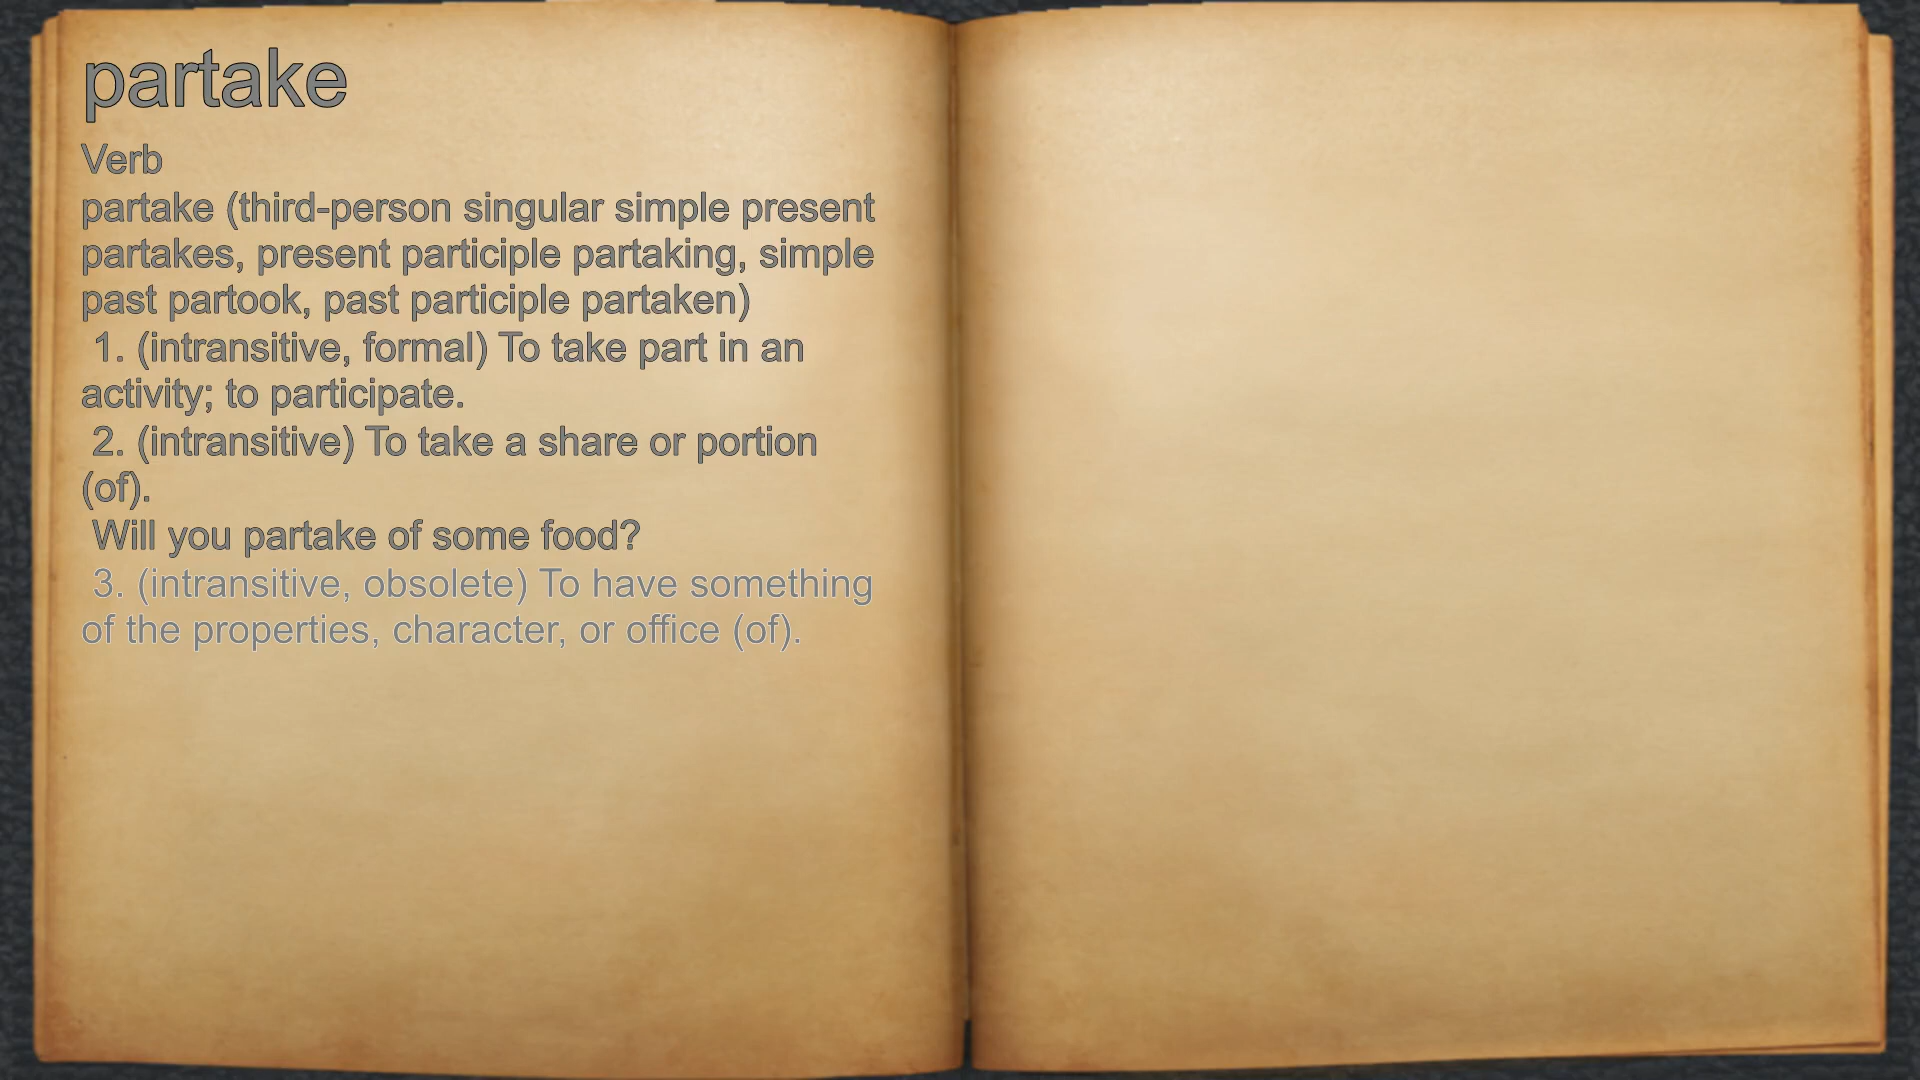 partake
Verb
partake (third-person singular simple present
partakes, present participle partaking, simple
past partook, past participle partaken)
1. (intransitive, formal) To take part in an
activity; to participate.
2. (intransitive) To take a share or portion
(of).
Will you partake of some food?
3. (intransitive, obsolete) To have something
of the properties, character, or office (of).